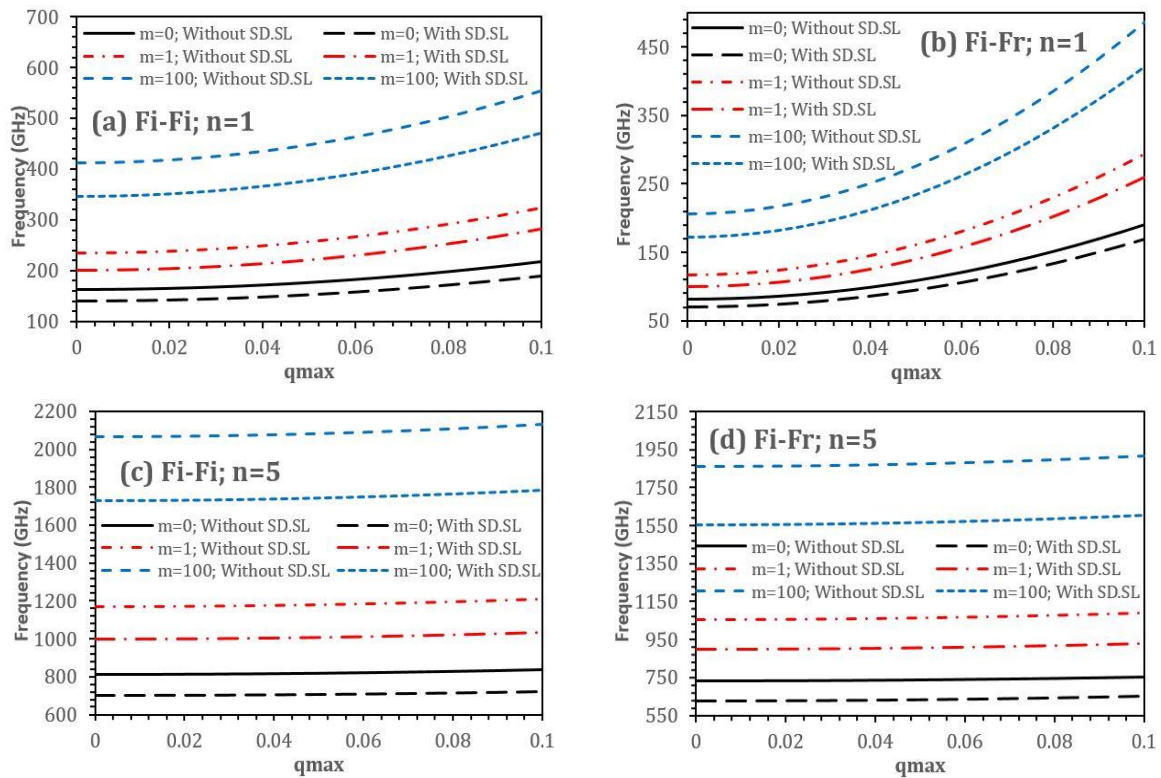 700
600
500
400
300
200
100
Frequency (GHz)
m=0; Without SD.SL
m=0; With SD.SL
m=1; Without SD.SL
m=1; With SD.SL
m=100; Without SD.SL
m=100; With SD.SL
(a) Fi-Fi; n=1
0 0.02 0.04 0.06 0.08 0.1
qmax
450
350
250
150
50
Frequency (GHz)
m=0; Without SD.SL
m=0; With SD.SL
m=1; Without SD.SL
m=1; With SD.SL
m=100; Without SD.SL
m=100; With SD.SL
(b) Fi-Fr; n=1
0 0.02 0.04 0.06 0.08 0.1
qmax
2200
2000
1800
1600
1400
1200
1000
800
600
Frequency (GHz)
(c) Fi-Fi; n=5
m=0; Without SD.SL
m=0; With SD.SL
m=1; Without SD.SL
m=1; With SD.SL
m=100; Without SD.SL
m=100; With SD.SL
0 0.02 0.04 0.06 0.08 0.1
qmax
2150
1950
1750
1550
1350
1150
950
750
550
Frequency (GHz)
(d) Fi-Fr; n=5
m=0; Without SD.SL
m=0; With SD.SL
m=1; Without SD.SL
m=1; With SD.SL
m=100; Without SD.SL
m=100; With SD.SL
0 0.02 0.04 0.06 0.08 0.1
qmax